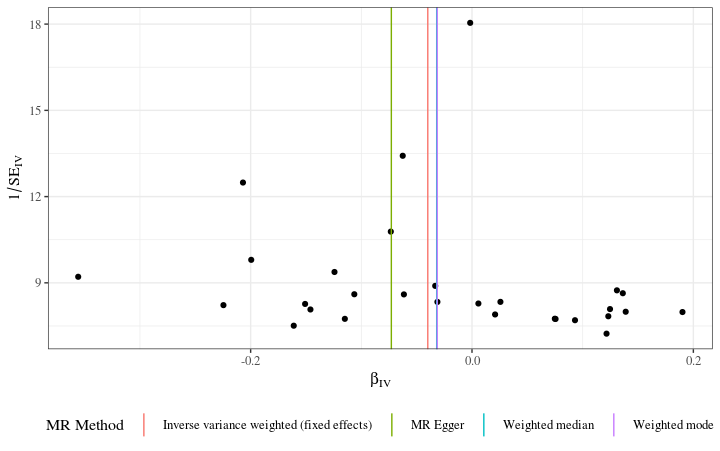 18
15
12
9
1/SE_IV
-0.2
0.0
0.2
β_IV
MR Method
Inverse variance weighted (fixed effects)
MR Egger
Weighted median
Weighted mode